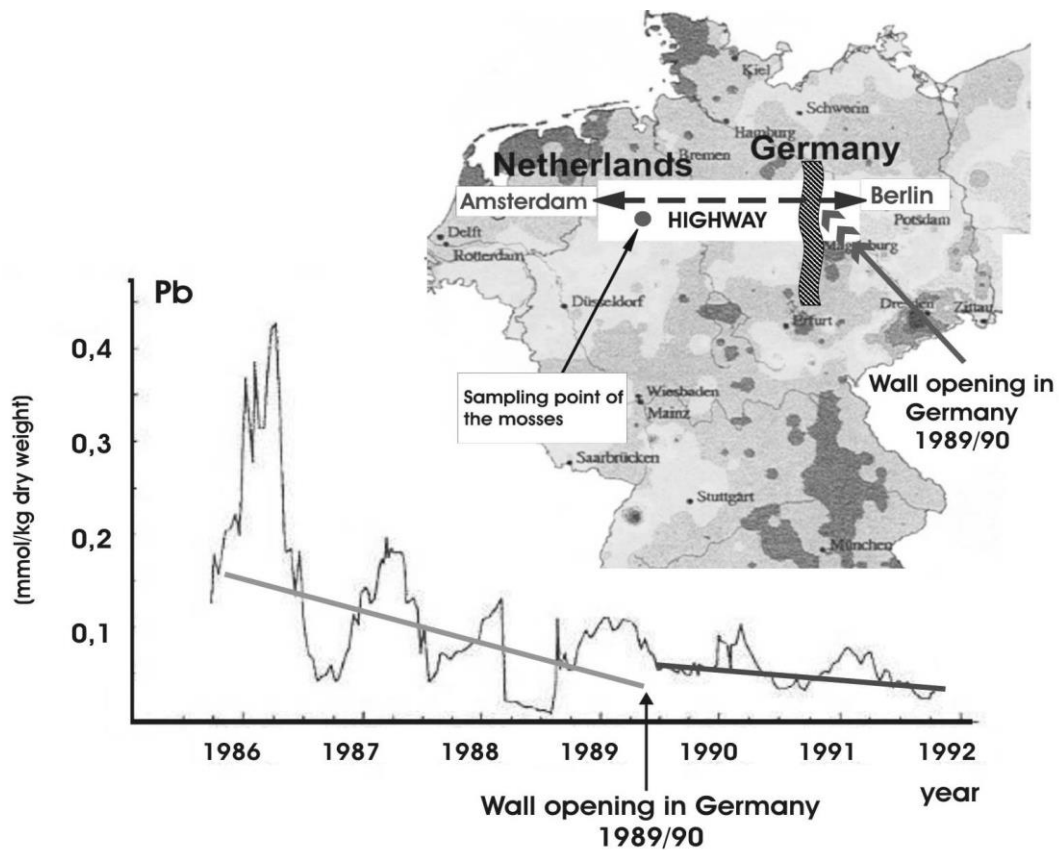 Kiel
Schwerin
Hamburg
Bremen
Netherlands
Germany
Amsterdam
Berlin
HIGHWAY
Potsdam
Magdeburg
Delft
Rotterdam
Düsseldorf
Erfurt
Dresden
Zittau
Sampling point of
the mosses
Wiesbaden
Mainz
Saarbrücken
Stuttgart
München
Wall opening in
Germany
1989/90
Pb
(mmol/kg dry weight)
0,4
0,3
0,2
0,1
1986 1987 1988 1989 1990 1991 1992
year
Wall opening in Germany
1989/90